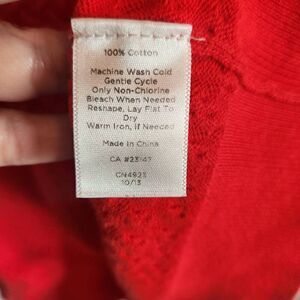 100% Cotton
Machine Wash Cold
Gentle Cycle
Only Non-Chlorine
Bleach When Needed
Reshape, Lay Flat To
Dry
Warm Iron, if Needed
Made in China
CA #23147
CN4923
10/13